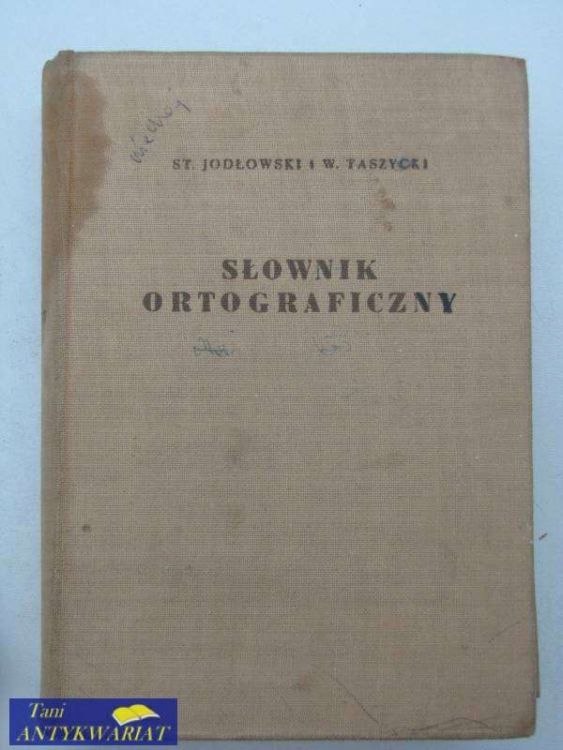 ST. JODŁOWSKI i W. TASZYCKI
SŁOWNIK
ORTOGRAFICZNY
Tani
ANTYKWARIAT